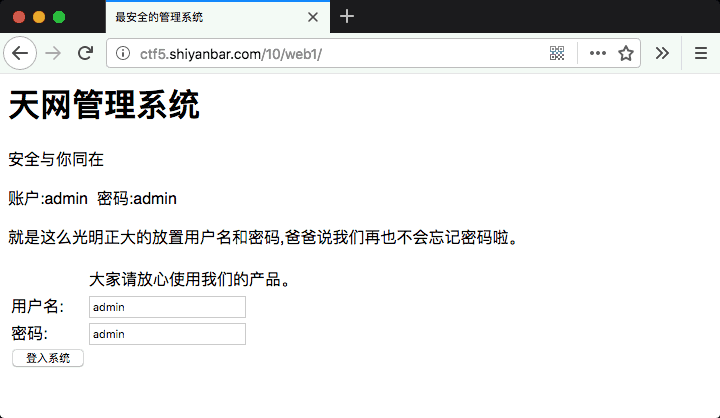 最安全的管理系统
ctf5.shiyanbar.com/10/web1/
天网管理系统
安全与你同在
账户:admin 密码:admin
就是这么光明正大的放置用户名和密码,爸爸说我们再也不会忘记密码啦。
大家请放心使用我们的产品。
用户名: admin
密码: admin
登入系统